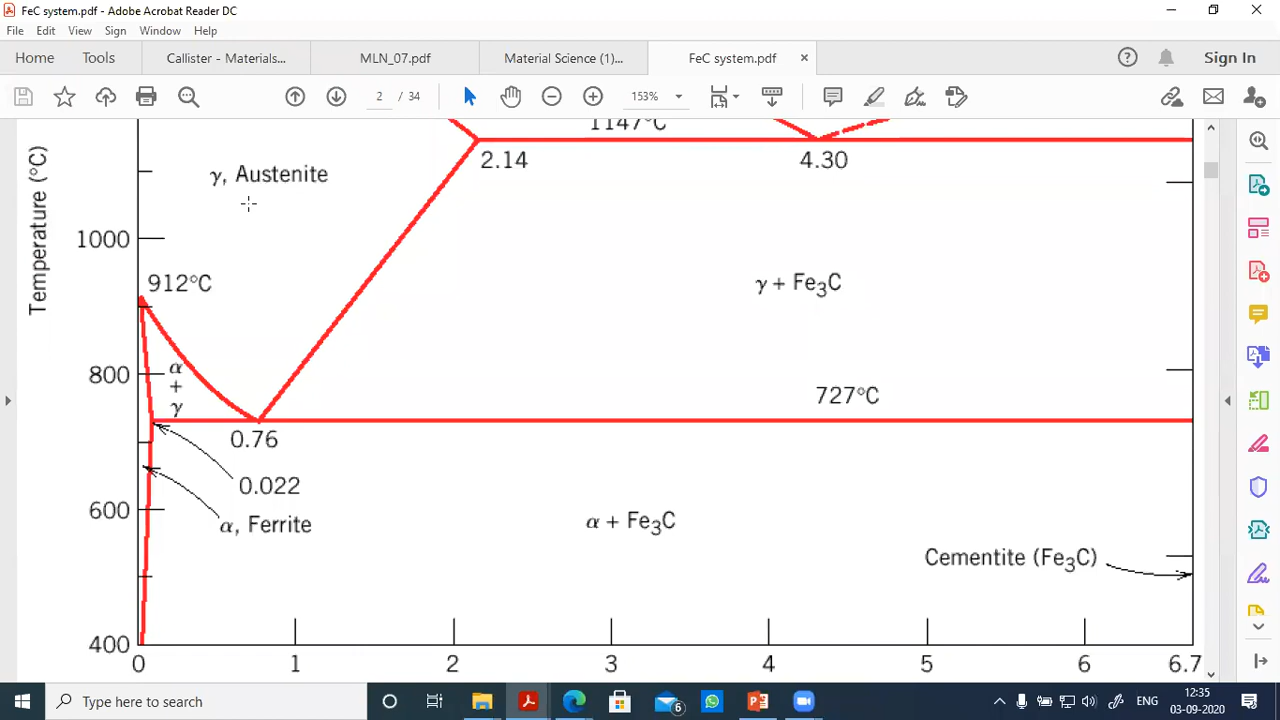 FeC system.pdf - Adobe Acrobat Reader DC
File Edit View Sign Window Help
Home Tools Callister - Materials... MLN_07.pdf Material Science (1)... FeC system.pdf × Sign In
2 / 34 153%
1147°C
2.14 4.30
γ, Austenite
Temperature (°C)
1000
912°C
γ + Fe₃C
800
α
+
γ
727°C
0.76
0.022
600
α, Ferrite
α + Fe₃C
Cementite (Fe₃C)
400
0 1 2 3 4 5 6 6.7
Type here to search
6
ENG
12:35
03-09-2020